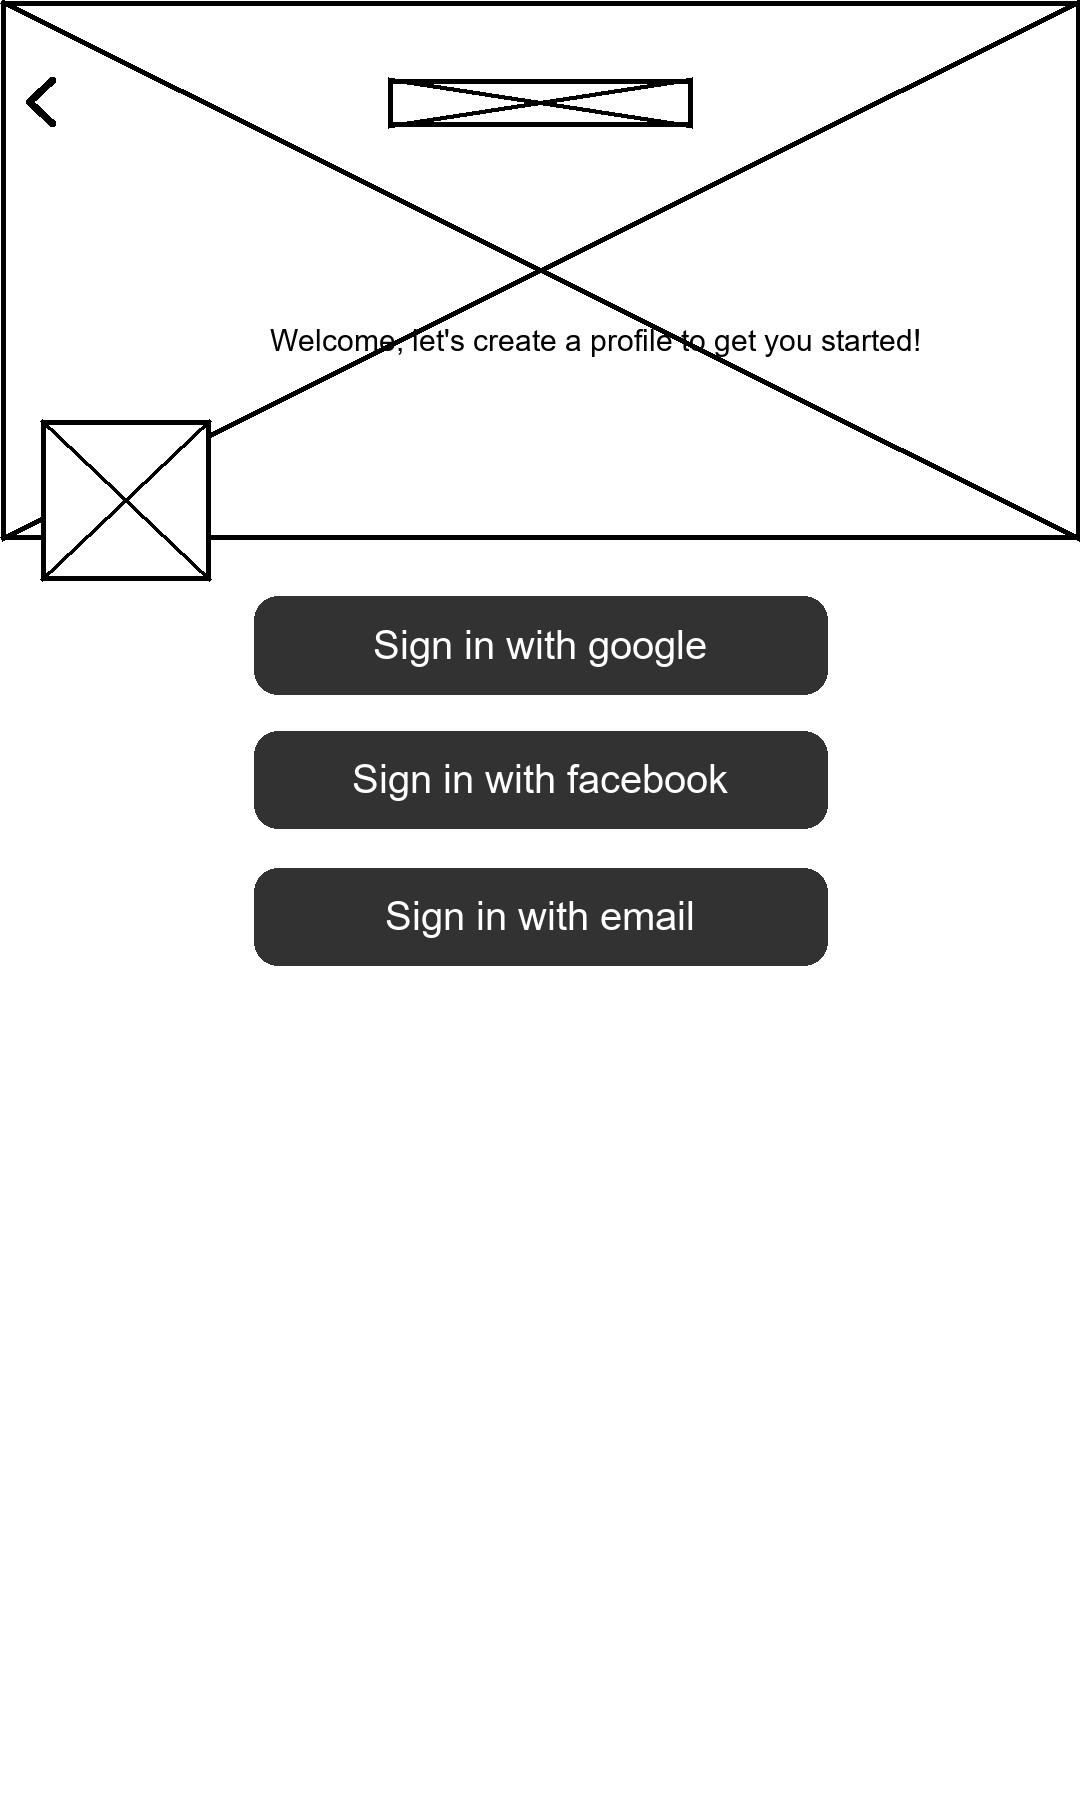 Welcome, let's create a profile to get you started!
Sign in with google
Sign in with facebook
Sign in with email